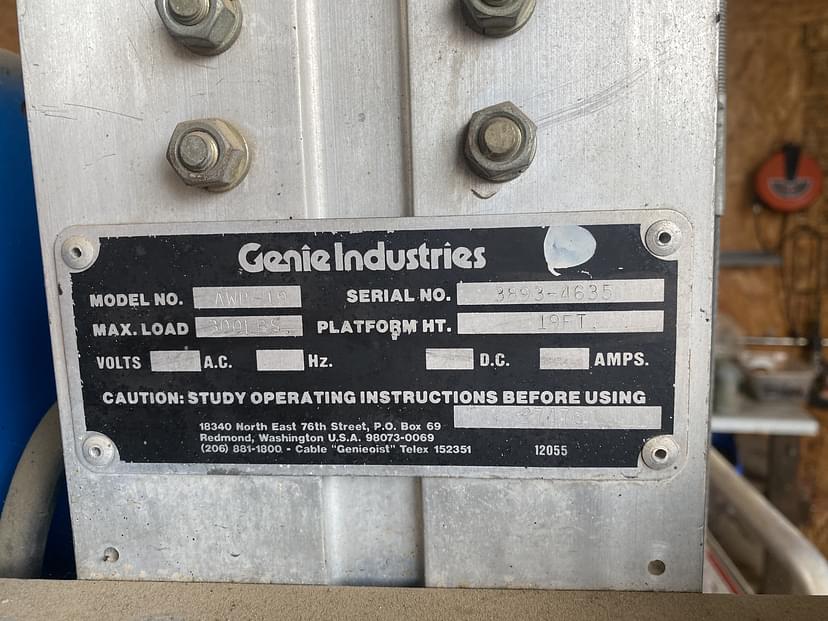 Genie Industries
MODEL NO. SERIAL NO. 3893-4635
MAX. LOAD 300LBS. PLATFORM HT. 19FT.
VOLTS A.C. Hz. D.C. AMPS.
CAUTION: STUDY OPERATING INSTRUCTIONS BEFORE USING
18340 North East 76th Street, P.O. Box 69
Redmond, Washington U.S.A. 98073-0069
(206) 881-1800 - Cable "Genieoist" Telex 152351
12055